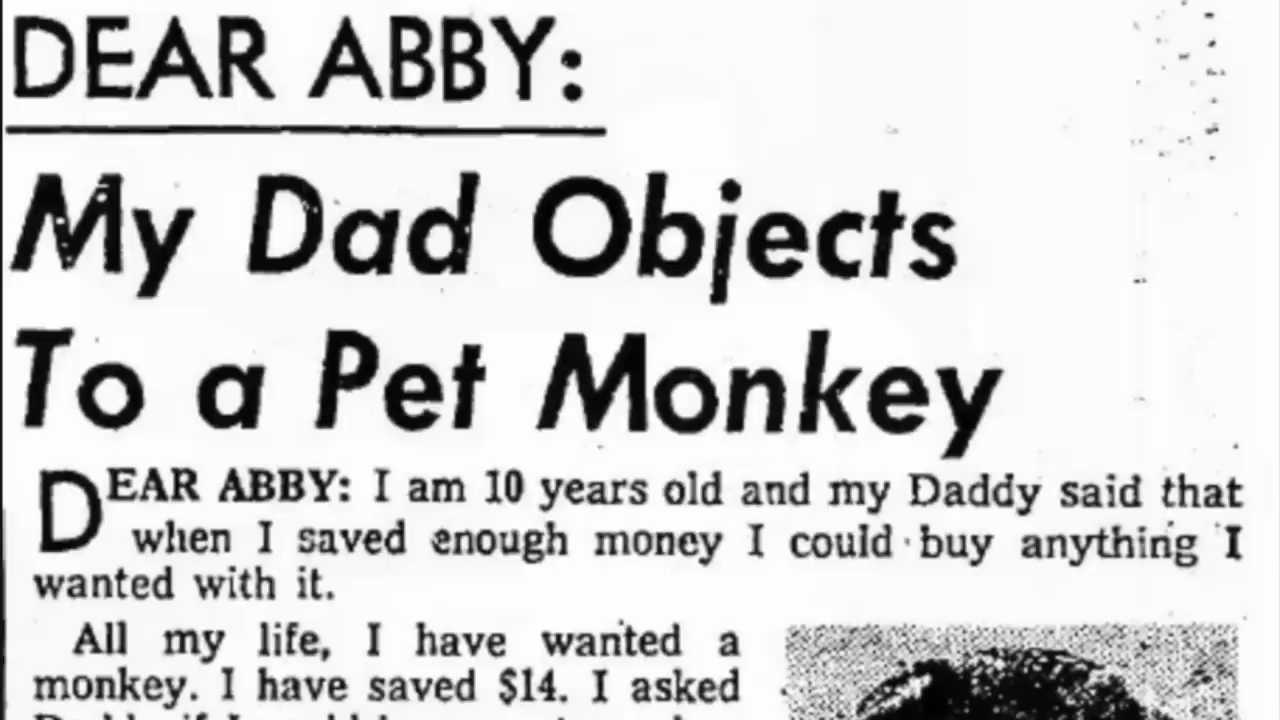 DEAR ABBY:
My Dad Objects
To a Pet Monkey
DEAR ABBY: I am 10 years old and my Daddy said that
when I saved enough money I could buy anything I
wanted with it.
All my life, I have wanted a
monkey. I have saved $14. I asked